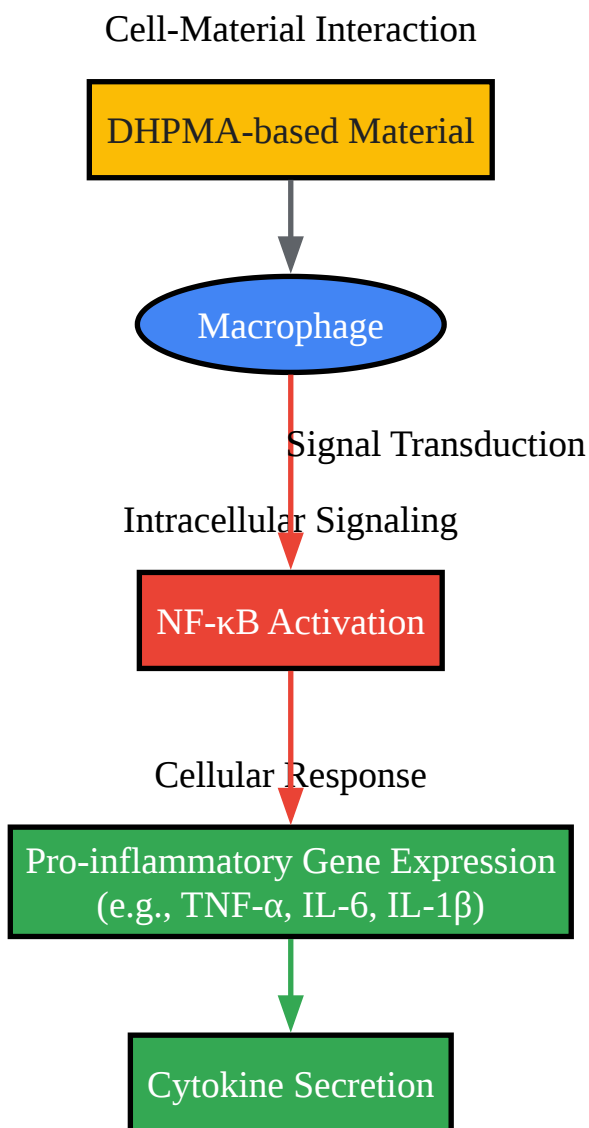 Cell-Material Interaction
DHPMA-based Material
Macrophage
Signal Transduction
Intracellular Signaling
NF-κB Activation
Cellular Response
Pro-inflammatory Gene Expression
(e.g., TNF-α, IL-6, IL-1β)
Cytokine Secretion